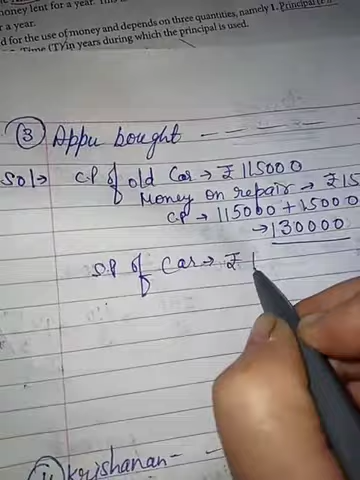 money lent for a year.
r a year.
d for the use of money and depends on three quantities, namely 1. Principal
Time (T) in years during which the principal is used.
③ Appu bought - - - - -
Sol→ C.P of old Car → ₹115000
Money on repair → ₹15
CP → 115000 + 15000
→ 130000
S.P of Car → ₹ 1
krishanan -